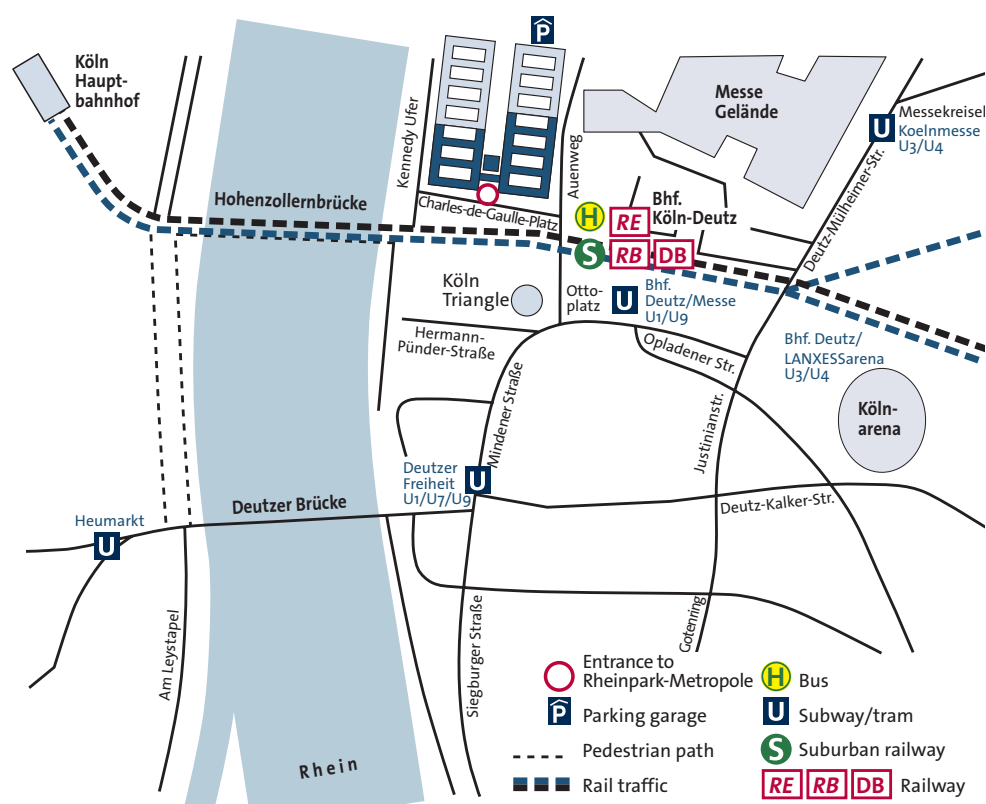 P
Köln
Haupt-
bahnhof
Kennedy Ufer
Auenweg
Messe
Gelände
Messekreisel
U
Koelnmesse
U3/U4
Deutz-Mülheimer-Str.
Hohenzollernbrücke
Charles-de-Gaulle-Platz
H
RE
Bhf.
Köln-Deutz
S
RB
DB
Köln
Triangle
Otto-
platz
U
Bhf.
Deutz/Messe
U1/U9
Hermann-
Pünder-Straße
Opladener Str.
Bhf. Deutz/
LANXESSarena
U3/U4
Köln-
arena
Mindener Straße
Justinianstr.
Deutzer
Freiheit
U1/U7/U9
U
Deutzer Brücke
Deutz-Kalker-Str.
Heumarkt
U
Am Leystapel
Siegburger Straße
Gotenring
Rhein
Entrance to
Rheinpark-Metropole
H
Bus
P
Parking garage
U
Subway/tram
Pedestrian path
S
Suburban railway
Rail traffic
RE
RB
DB
Railway